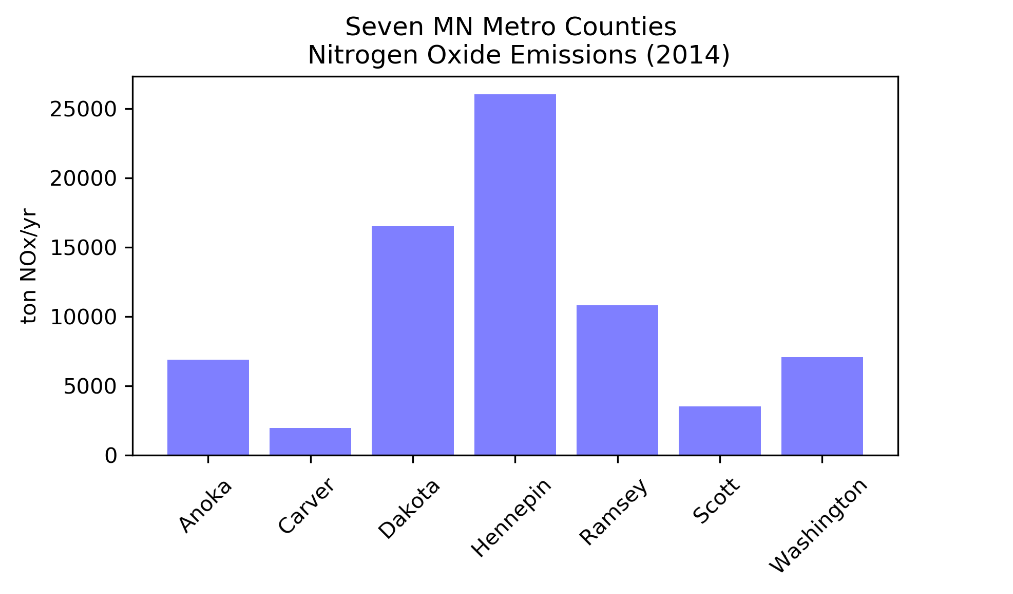 Seven MN Metro Counties
Nitrogen Oxide Emissions (2014)
ton NOx/yr
25000
20000
15000
10000
5000
0
Anoka
Carver
Dakota
Hennepin
Ramsey
Scott
Washington